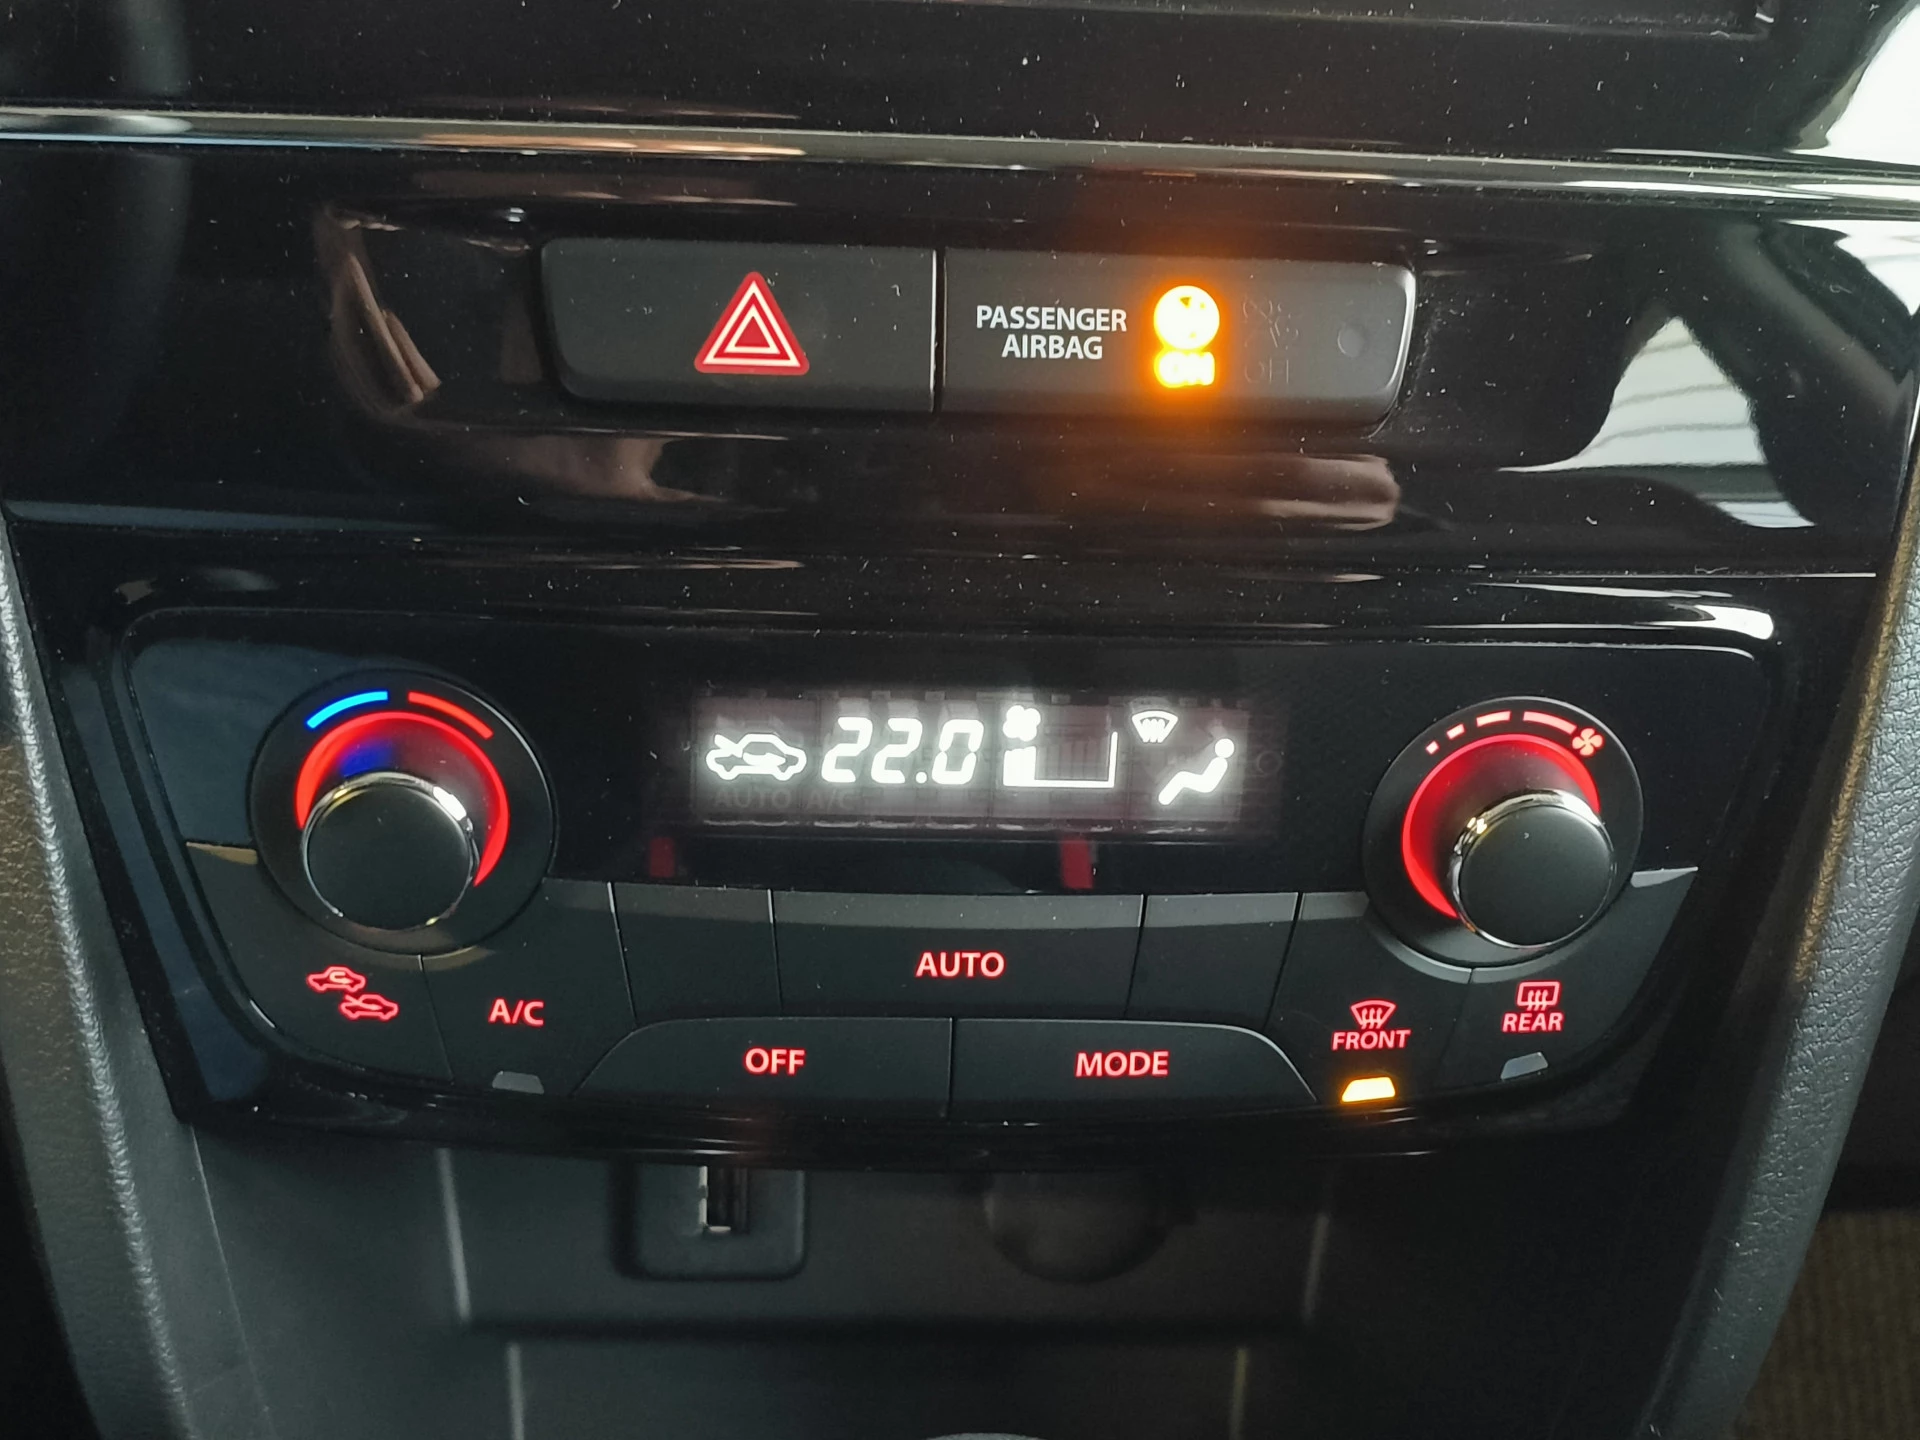 PASSENGER
AIRBAG
ON
OFF
22.0
AUTO A/C
AUTO
A/C
OFF
MODE
FRONT
REAR